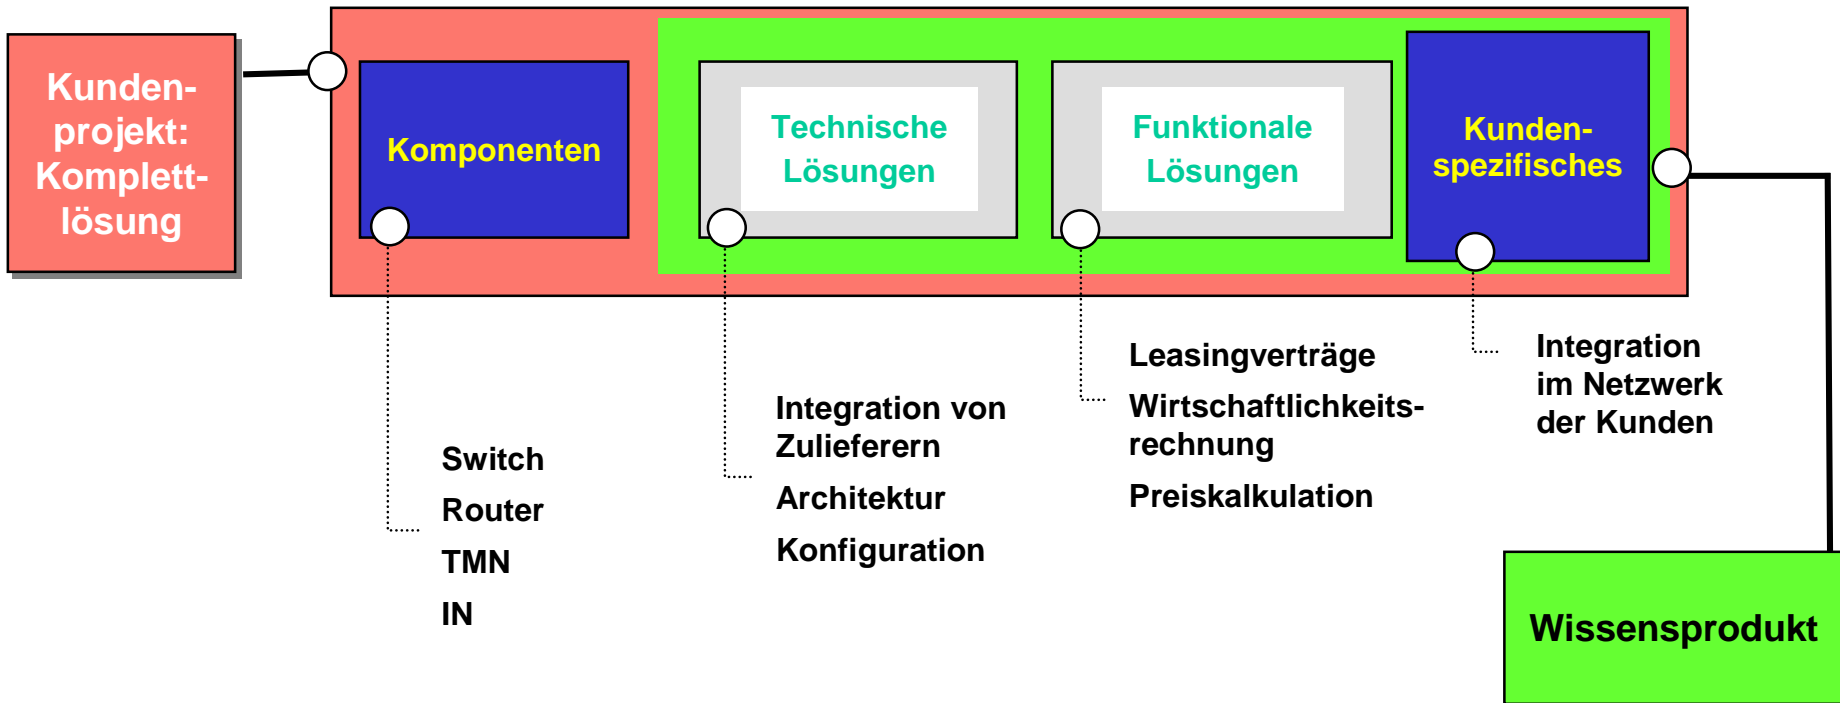 Kunden-
projekt:
Komplett-
lösung
Komponenten
Technische
Lösungen
Funktionale
Lösungen
Kunden-
spezifisches
Switch
Router
TMN
IN
Integration von
Zulieferern
Architektur
Konfiguration
Leasingverträge
Wirtschaftlichkeits-
rechnung
Preiskalkulation
Integration
im Netzwerk
der Kunden
Wissensprodukt